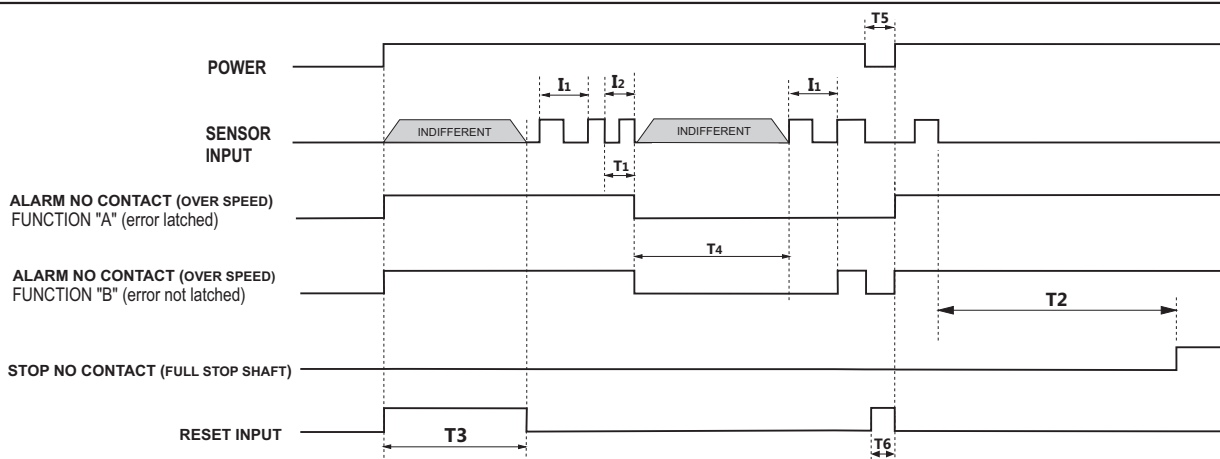 T5
POWER
I1
I2
I1
SENSOR
INPUT
INDIFFERENT
INDIFFERENT
T1
ALARM NO CONTACT (OVER SPEED)
FUNCTION "A" (error latched)
T4
ALARM NO CONTACT (OVER SPEED)
FUNCTION "B" (error not latched)
T2
STOP NO CONTACT (FULL STOP SHAFT)
RESET INPUT
T3
T6